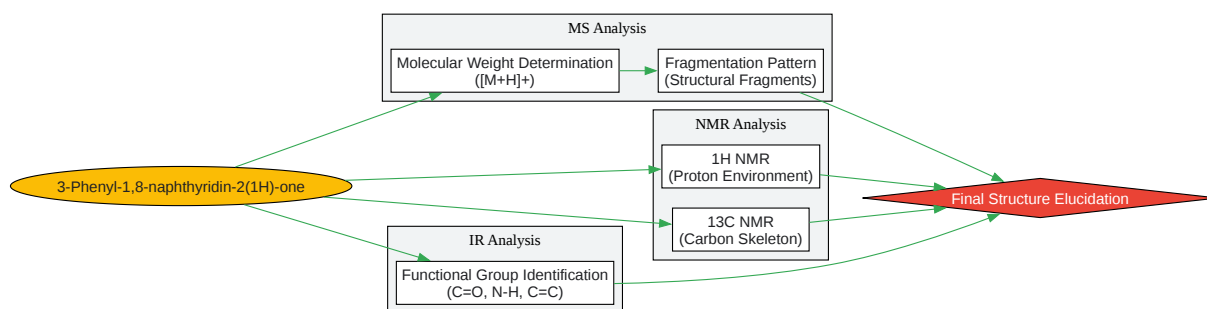 MS Analysis
Molecular Weight Determination
([M+H]+)
Fragmentation Pattern
(Structural Fragments)
NMR Analysis
1H NMR
(Proton Environment)
3-Phenyl-1,8-naphthyridin-2(1H)-one
Final Structure Elucidation
13C NMR
(Carbon Skeleton)
IR Analysis
Functional Group Identification
(C=O, N-H, C=C)